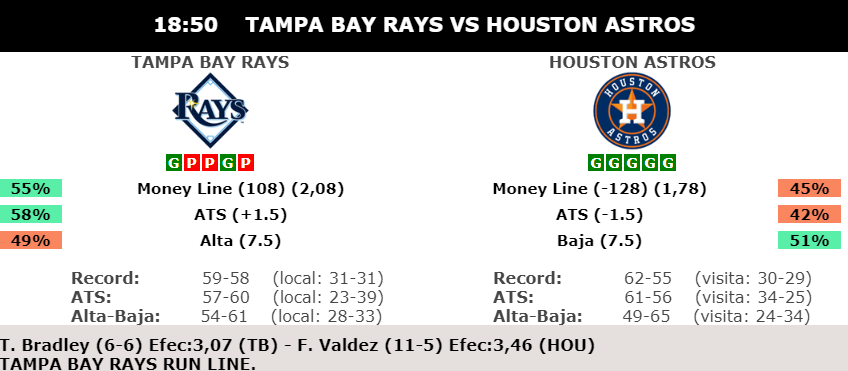 18:50 TAMPA BAY RAYS VS HOUSTON ASTROS
TAMPA BAY RAYS HOUSTON ASTROS
RAYS HOUSTON H ASTROS
G P P G P G G G G G
55% Money Line (108) (2,08) Money Line (-128) (1,78) 45%
58% ATS (+1.5) ATS (-1.5) 42%
49% Alta (7.5) Baja (7.5) 51%
Record: 59-58 (local: 31-31) Record: 62-55 (visita: 30-29)
ATS: 57-60 (local: 23-39) ATS: 61-56 (visita: 34-25)
Alta-Baja: 54-61 (local: 28-33) Alta-Baja: 49-65 (visita: 24-34)
T. Bradley (6-6) Efec:3,07 (TB) - F. Valdez (11-5) Efec:3,46 (HOU)
TAMPA BAY RAYS RUN LINE.